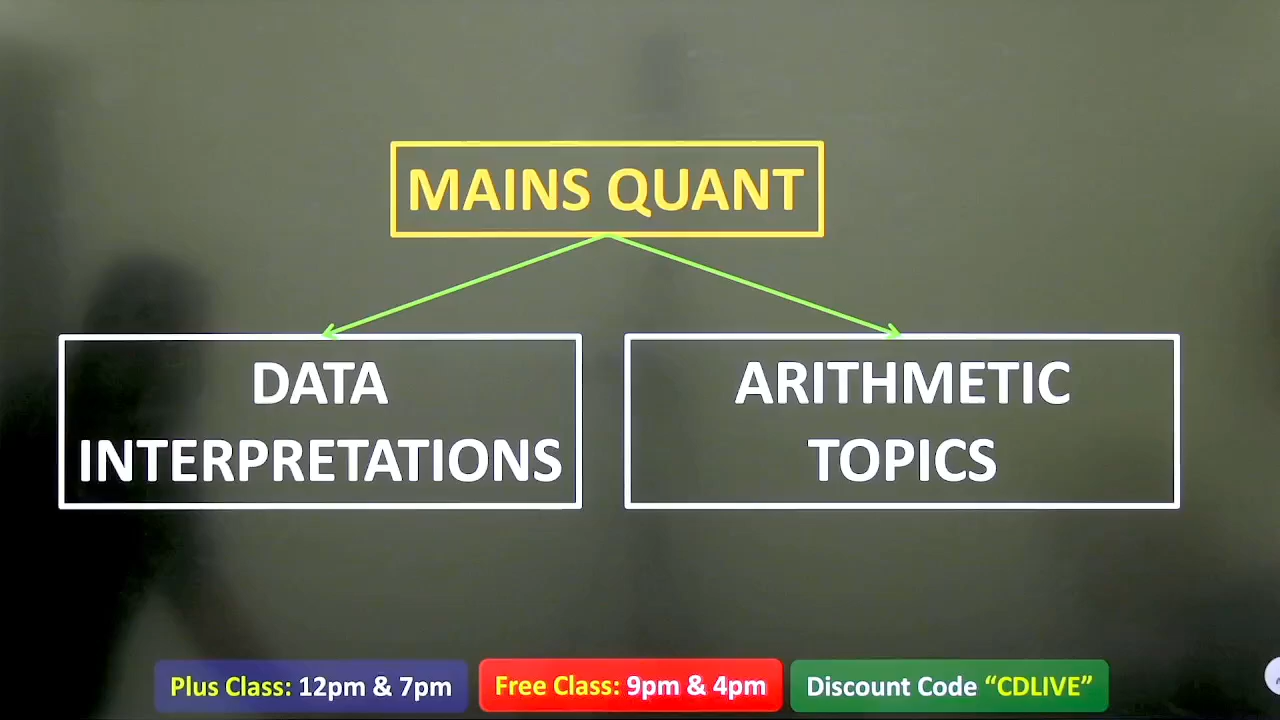 MAINS QUANT
DATA
INTERPRETATIONS
ARITHMETIC
TOPICS
Plus Class: 12pm & 7pm
Free Class: 9pm & 4pm
Discount Code “CDLIVE”